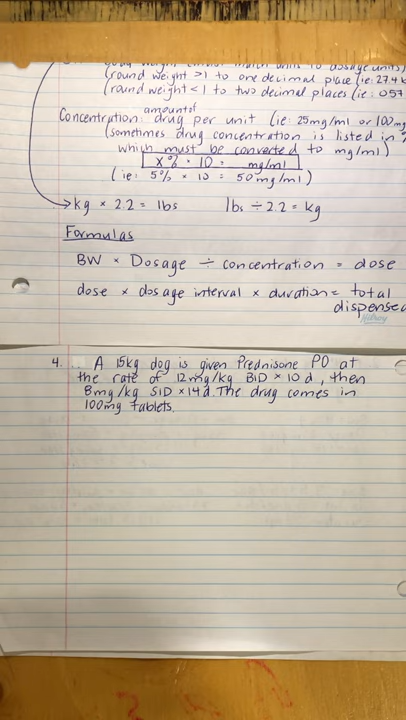 (round weight >1 to one decimal place (ie: 27.4 k
(round weight <1 to two decimal places (ie: 0.57
amount of
Concentration: drug per unit (ie: 25mg/ml or 100mg
(sometimes drug concentration is listed in %
which must be converted to mg/ml)
X% · 10 = mg/ml
(ie: 5% × 10 = 50mg/ml)
kg × 2.2 = lbs lbs ÷ 2.2 = kg
Formulas
BW × Dosage ÷ concentration = dose
dose × dosage interval × duration = total
dispensed
Hilroy
4. A 15kg dog is given Prednisone PO at
the rate of 12mg/kg BID × 10 d, then
8mg/kg SID × 14 d. The drug comes in
100mg tablets.